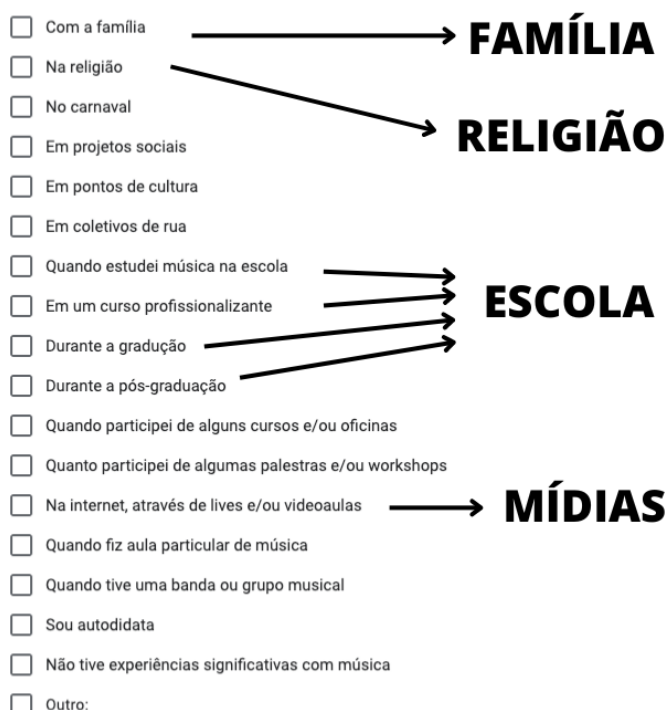 Com a família
FAMÍLIA
Na religião
No carnaval
RELIGIÃO
Em projetos sociais
Em pontos de cultura
Em coletivos de rua
Quando estudei música na escola
Em um curso profissionalizante
ESCOLA
Durante a gradução
Durante a pós-graduação
Quando participei de alguns cursos e/ou oficinas
Quanto participei de algumas palestras e/ou workshops
Na internet, através de lives e/ou videoaulas
MÍDIAS
Quando fiz aula particular de música
Quando tive uma banda ou grupo musical
Sou autodidata
Não tive experiências significativas com música
Outro: